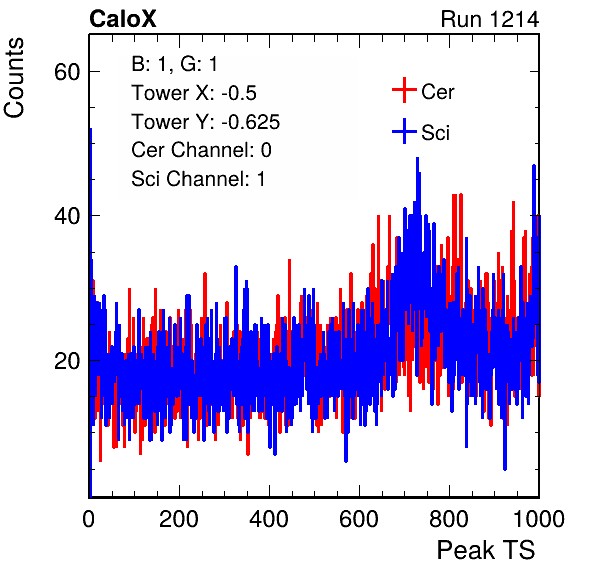 CaloX Run 1214
Counts
60
40
20
B: 1, G: 1
Tower X: -0.5
Tower Y: -0.625
Cer Channel: 0
Sci Channel: 1
Cer
Sci
0 200 400 600 800 1000
Peak TS